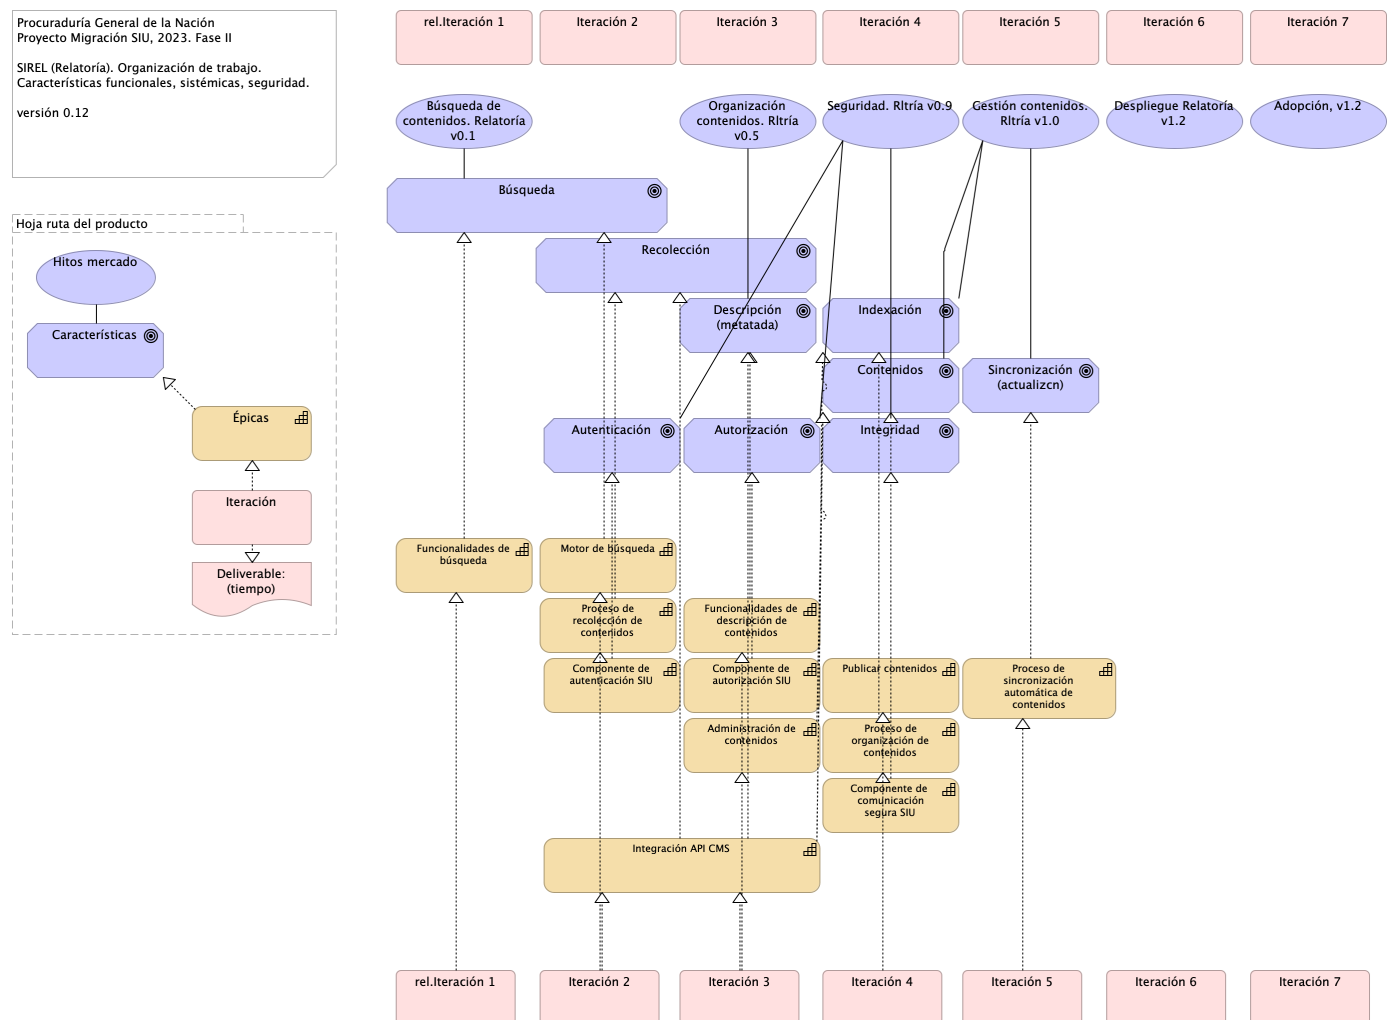 Procuraduría General de la Nación
Proyecto Migración SIU, 2023. Fase II
SIREL (Relatoría). Organización de trabajo.
Características funcionales, sistémicas, seguridad.
versión 0.12
rel.Iteración 1
Iteración 2
Iteración 3
Iteración 4
Iteración 5
Iteración 6
Iteración 7
Búsqueda de
contenidos. Relatoría
v0.1
Organización
contenidos. Rltría
v0.5
Seguridad. Rltría v0.9
Gestión contenidos.
Rltría v1.0
Despliegue Relatoría
v1.2
Adopción, v1.2
Hoja ruta del producto
Hitos mercado
Características
Épicas
Iteración
Deliverable:
(tiempo)
Búsqueda
Recolección
Descripción
(metatada)
Indexación
Contenidos
Sincronización
(actualizcn)
Autenticación
Autorización
Integridad
Funcionalidades de
búsqueda
Motor de búsqueda
Proceso de
recolección de
contenidos
Funcionalidades de
descripción de
contenidos
Componente de
autenticación SIU
Componente de
autorización SIU
Publicar contenidos
Proceso de
sincronización
automática de
contenidos
Administración de
contenidos
Proceso de
organización de
contenidos
Componente de
comunicación
segura SIU
Integración API CMS
rel.Iteración 1
Iteración 2
Iteración 3
Iteración 4
Iteración 5
Iteración 6
Iteración 7